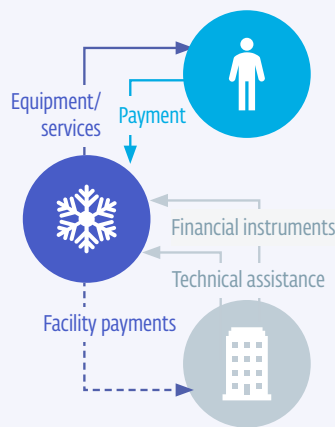 Equipment/
services
Payment
Financial instruments
Technical assistance
Facility payments